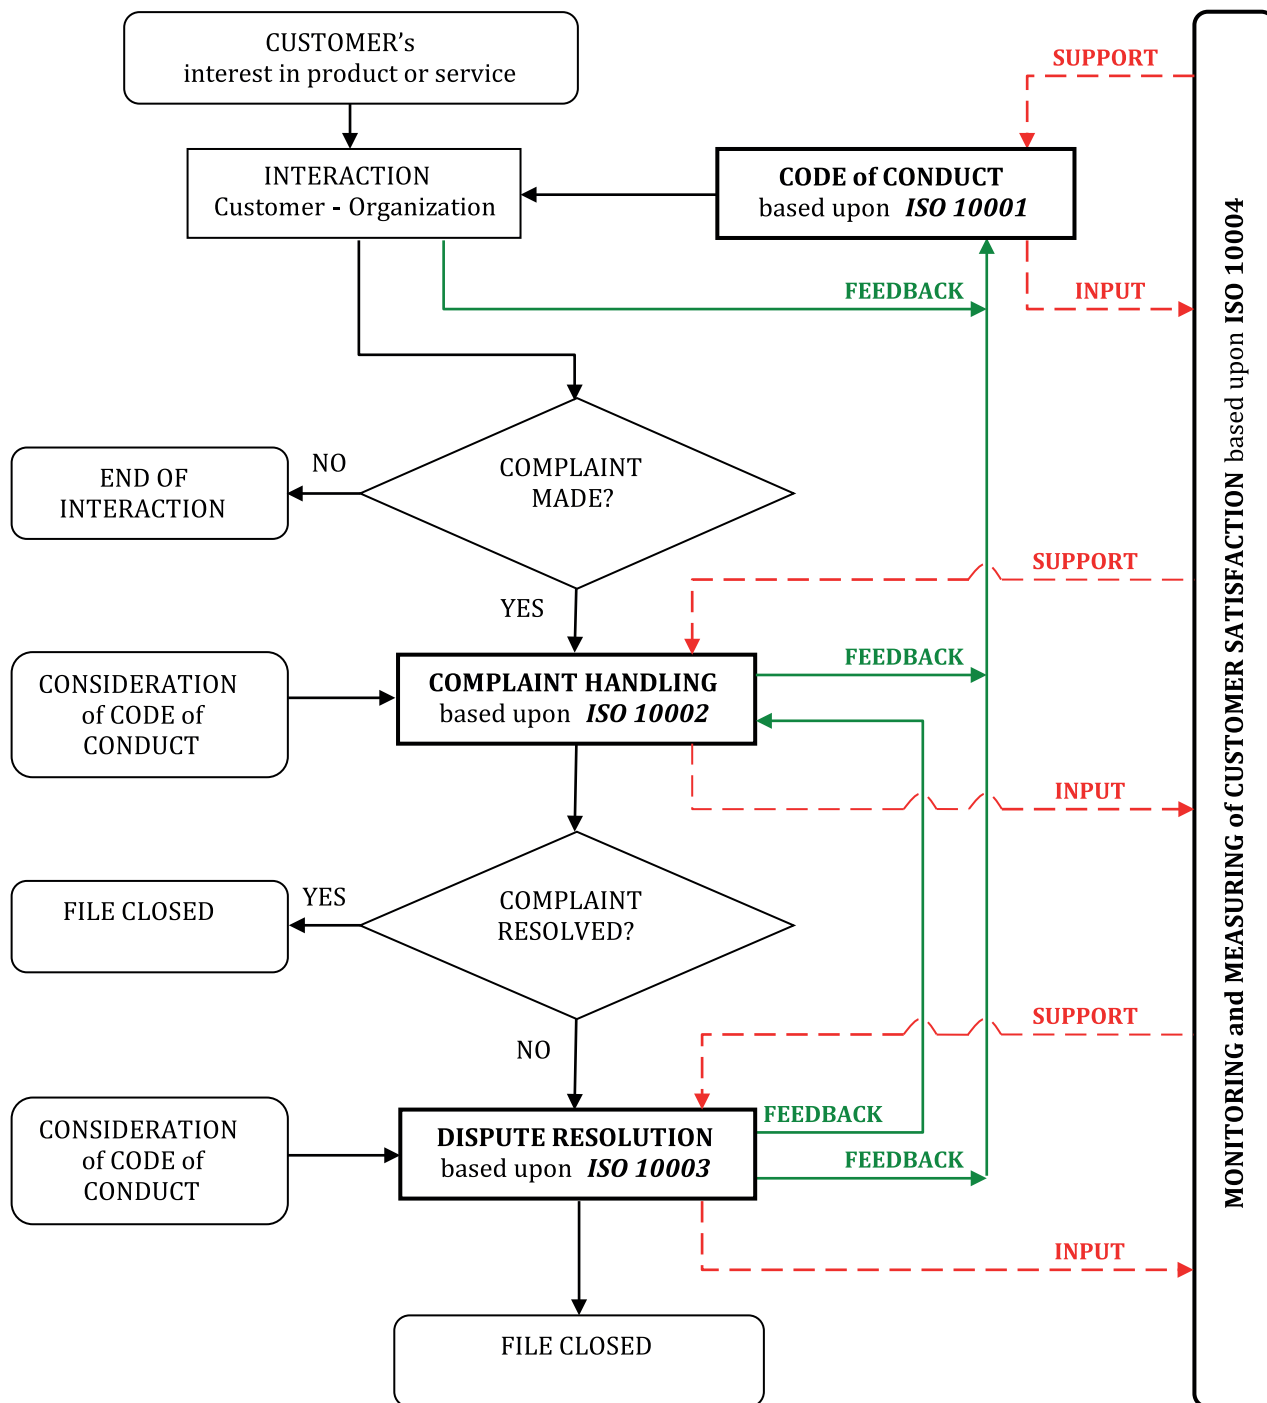 CUSTOMER's
interest in product or service
SUPPORT
INTERACTION
Customer - Organization
CODE of CONDUCT
based upon ISO 10001
FEEDBACK
INPUT
COMPLAINT
MADE?
NO
END OF
INTERACTION
SUPPORT
YES
CONSIDERATION
of CODE of
CONDUCT
COMPLAINT HANDLING
based upon ISO 10002
FEEDBACK
INPUT
COMPLAINT
RESOLVED?
YES
FILE CLOSED
SUPPORT
NO
CONSIDERATION
of CODE of
CONDUCT
DISPUTE RESOLUTION
based upon ISO 10003
FEEDBACK
FEEDBACK
INPUT
FILE CLOSED
MONITORING and MEASURING of CUSTOMER SATISFACTION based upon ISO 10004